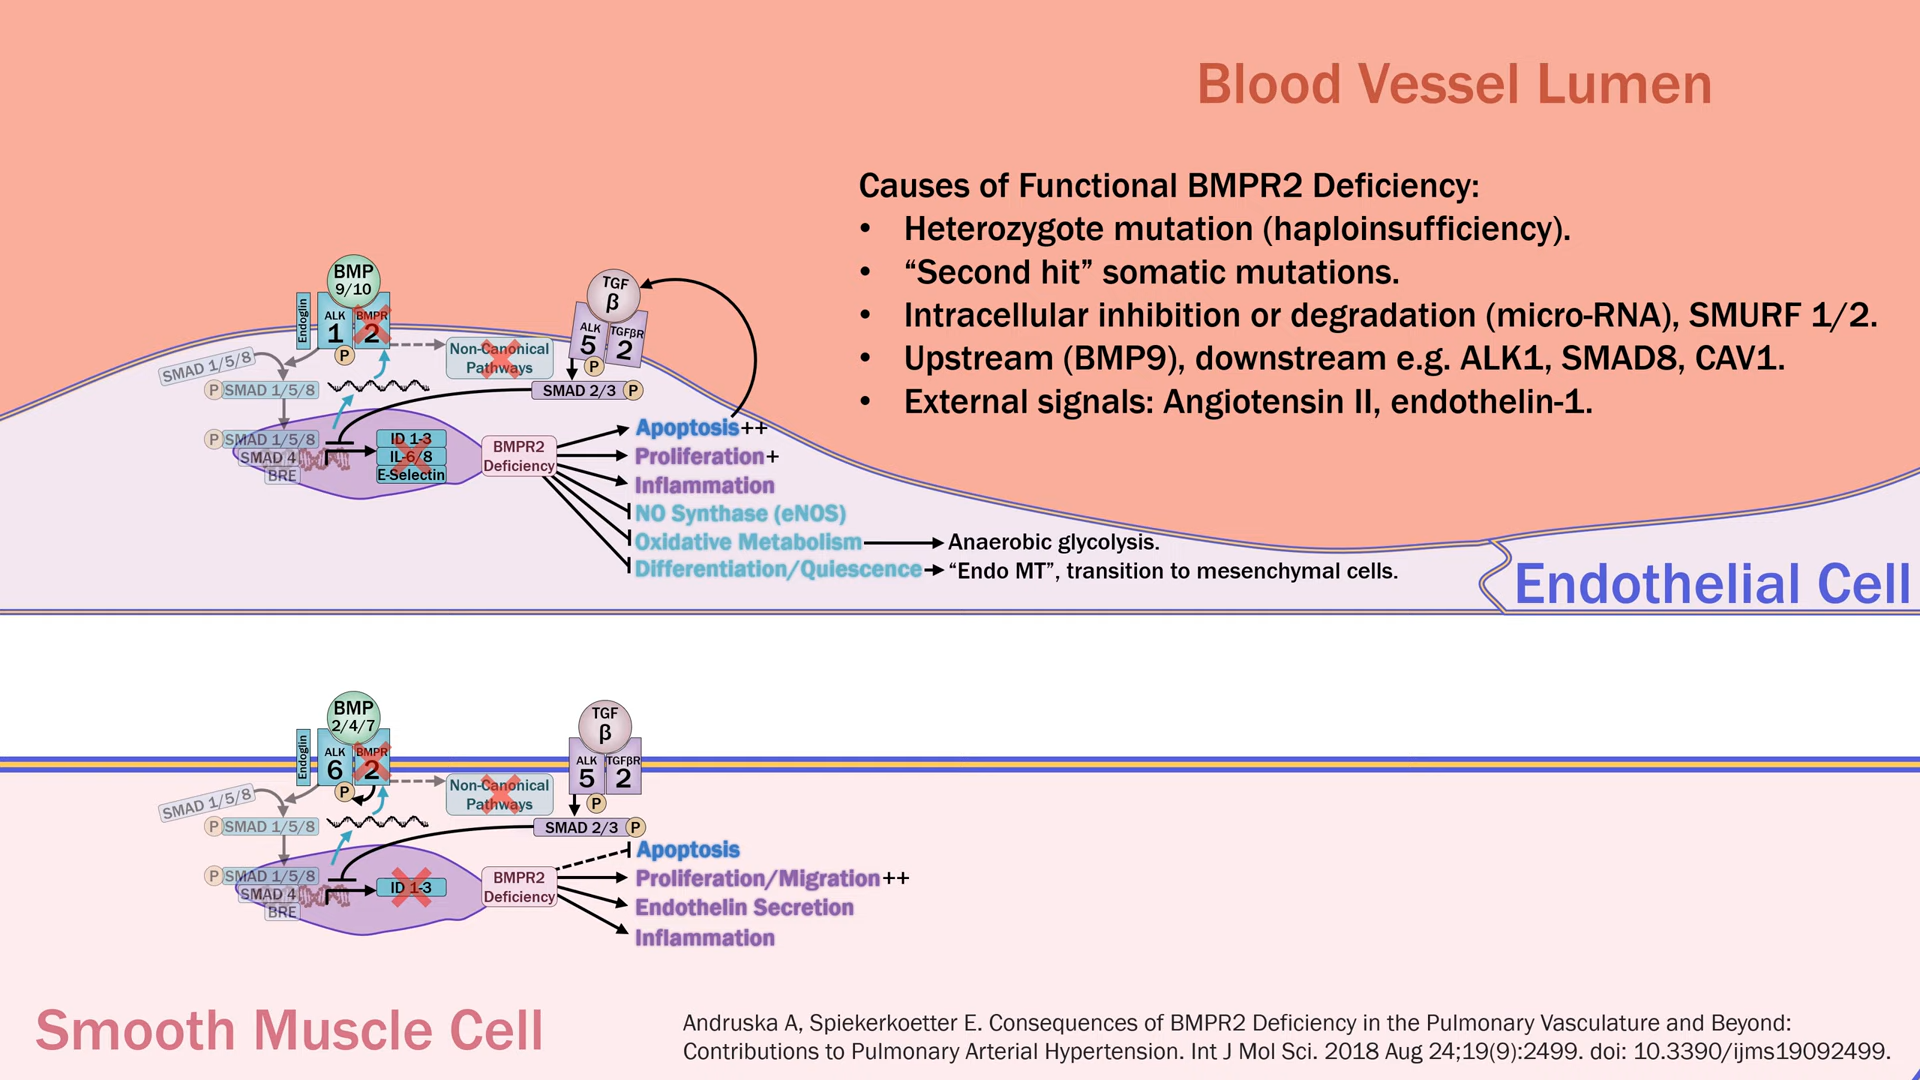 Blood Vessel Lumen
Causes of Functional BMPR2 Deficiency:
• Heterozygote mutation (haploinsufficiency).
• “Second hit” somatic mutations.
• Intracellular inhibition or degradation (micro-RNA), SMURF 1/2.
• Upstream (BMP9), downstream e.g. ALK1, SMAD8, CAV1.
• External signals: Angiotensin II, endothelin-1.
BMP
9/10
Endoglin
ALK
1
BMPR
2
P
TGF
β
ALK
5
TGFβR
2
P
Non-Canonical
Pathways
SMAD 1/5/8
P SMAD 1/5/8
SMAD 2/3 P
P SMAD 1/5/8
SMAD 4
BRE
ID 1-3
IL-6/8
E-Selectin
BMPR2
Deficiency
Apoptosis++
Proliferation+
Inflammation
NO Synthase (eNOS)
Oxidative Metabolism
Anaerobic glycolysis.
Differentiation/Quiescence
“Endo MT”, transition to mesenchymal cells.
Endothelial Cell
BMP
2/4/7
Endoglin
ALK
6
BMPR
2
P
TGF
β
ALK
5
TGFβR
2
P
Non-Canonical
Pathways
SMAD 1/5/8
P SMAD 1/5/8
SMAD 2/3 P
P SMAD 1/5/8
SMAD 4
BRE
ID 1-3
BMPR2
Deficiency
Apoptosis
Proliferation/Migration++
Endothelin Secretion
Inflammation
Smooth Muscle Cell
Andruska A, Spiekerkoetter E. Consequences of BMPR2 Deficiency in the Pulmonary Vasculature and Beyond:
Contributions to Pulmonary Arterial Hypertension. Int J Mol Sci. 2018 Aug 24;19(9):2499. doi: 10.3390/ijms19092499.